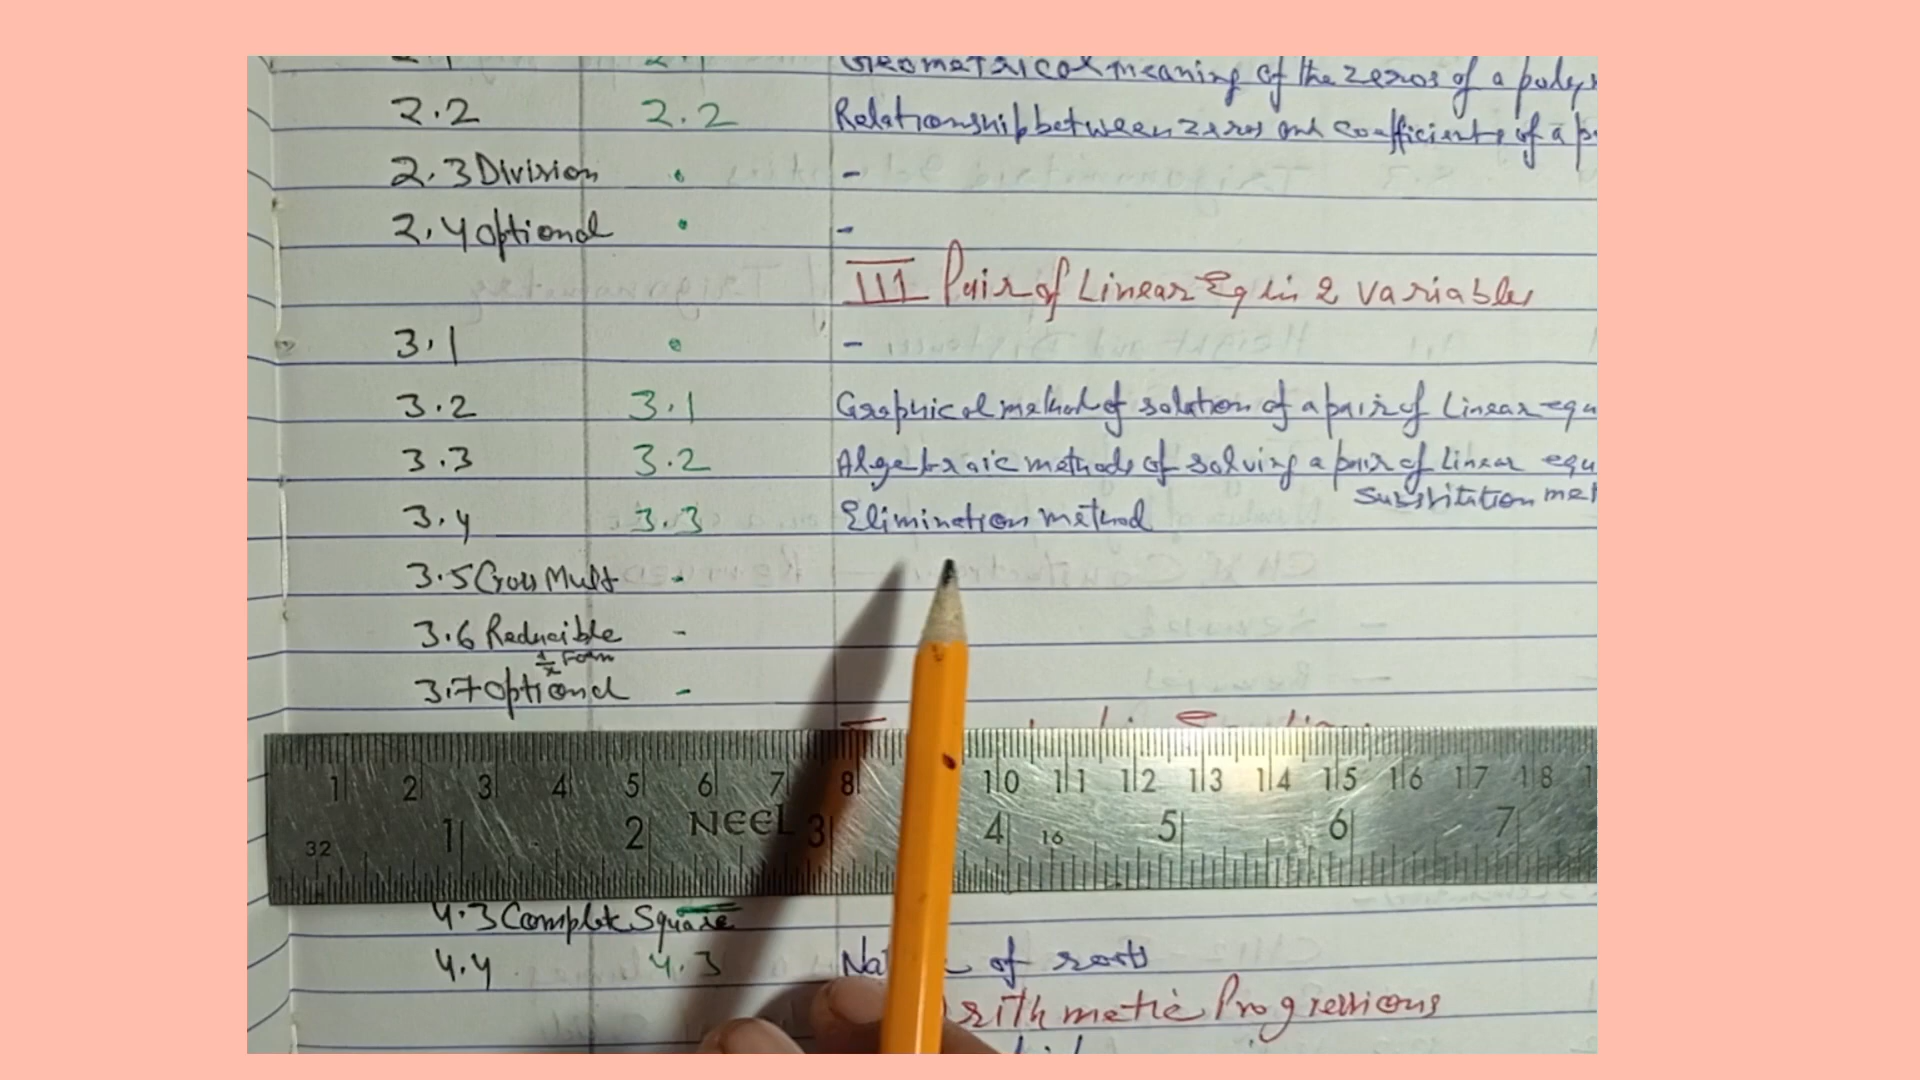 Geometrical meaning of the zeros of a poly
2.2 2.2 Relationship between zeros and coefficients of a p
2.3 Division -
2.4 Optional -
III Pair of Linear Eq in 2 variables
3.1 -
3.2 3.1 Graphical method of solution of a pair of Linear equ
3.3 3.2 Algebraic methods of solving a pair of linear equ
Substitution met
3.4 3.3 Elimination method
3.5 Cross Mult -
3.6 Reducible -
1/x Form
3.7 Optional -
1 2 3 4 5 6 7 8 10 11 12 13 14 15 16 17 18
NEEL
32 1 2 3 4 16 5 6 7
4.3 Complete Square
4.4 4.3 Na of roots
rithmetic Progressions